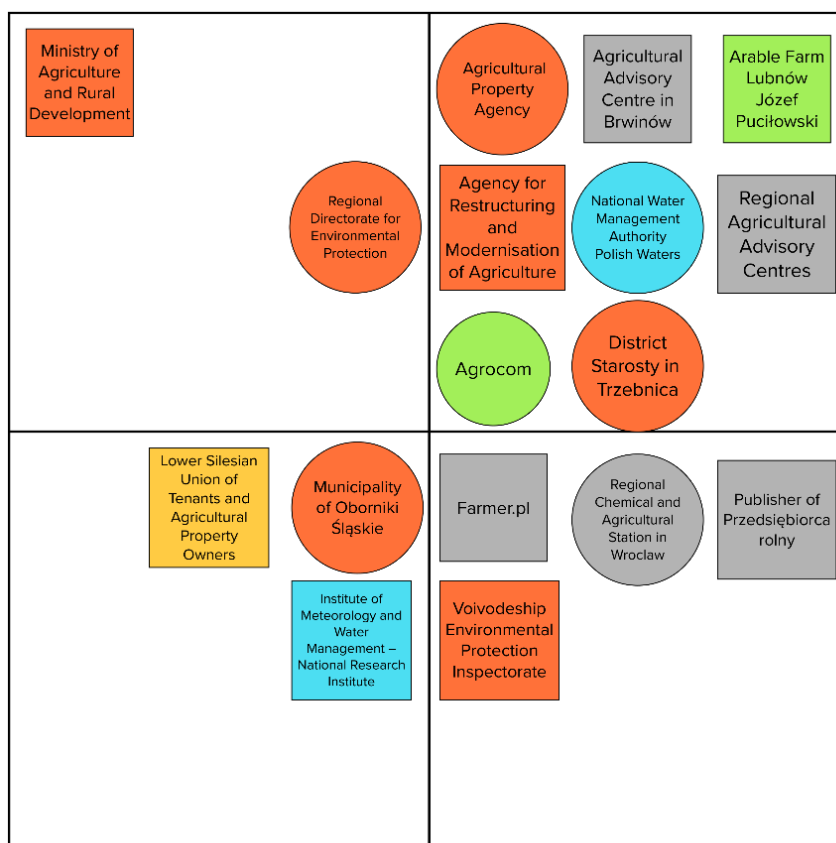 Ministry of
Agriculture
and Rural
Development
Agricultural
Property
Agency
Agricultural
Advisory
Centre in
Brwinów
Arable Farm
Lubnów
Józef
Puciłowski
Regional
Directorate for
Environmental
Protection
Agency for
Restructuring
and
Modernisation
of Agriculture
National Water
Management
Authority
Polish Waters
Regional
Agricultural
Advisory
Centres
Agrocom
District
Starosty in
Trzebnica
Lower Silesian
Union of
Tenants and
Agricultural
Property
Owners
Municipality
of Oborniki
Śląskie
Farmer.pl
Regional
Chemical and
Agricultural
Station in
Wroclaw
Publisher of
Przedsiębiorca
rolny
Institute of
Meteorology and
Water
Management –
National Research
Institute
Voivodeship
Environmental
Protection
Inspectorate